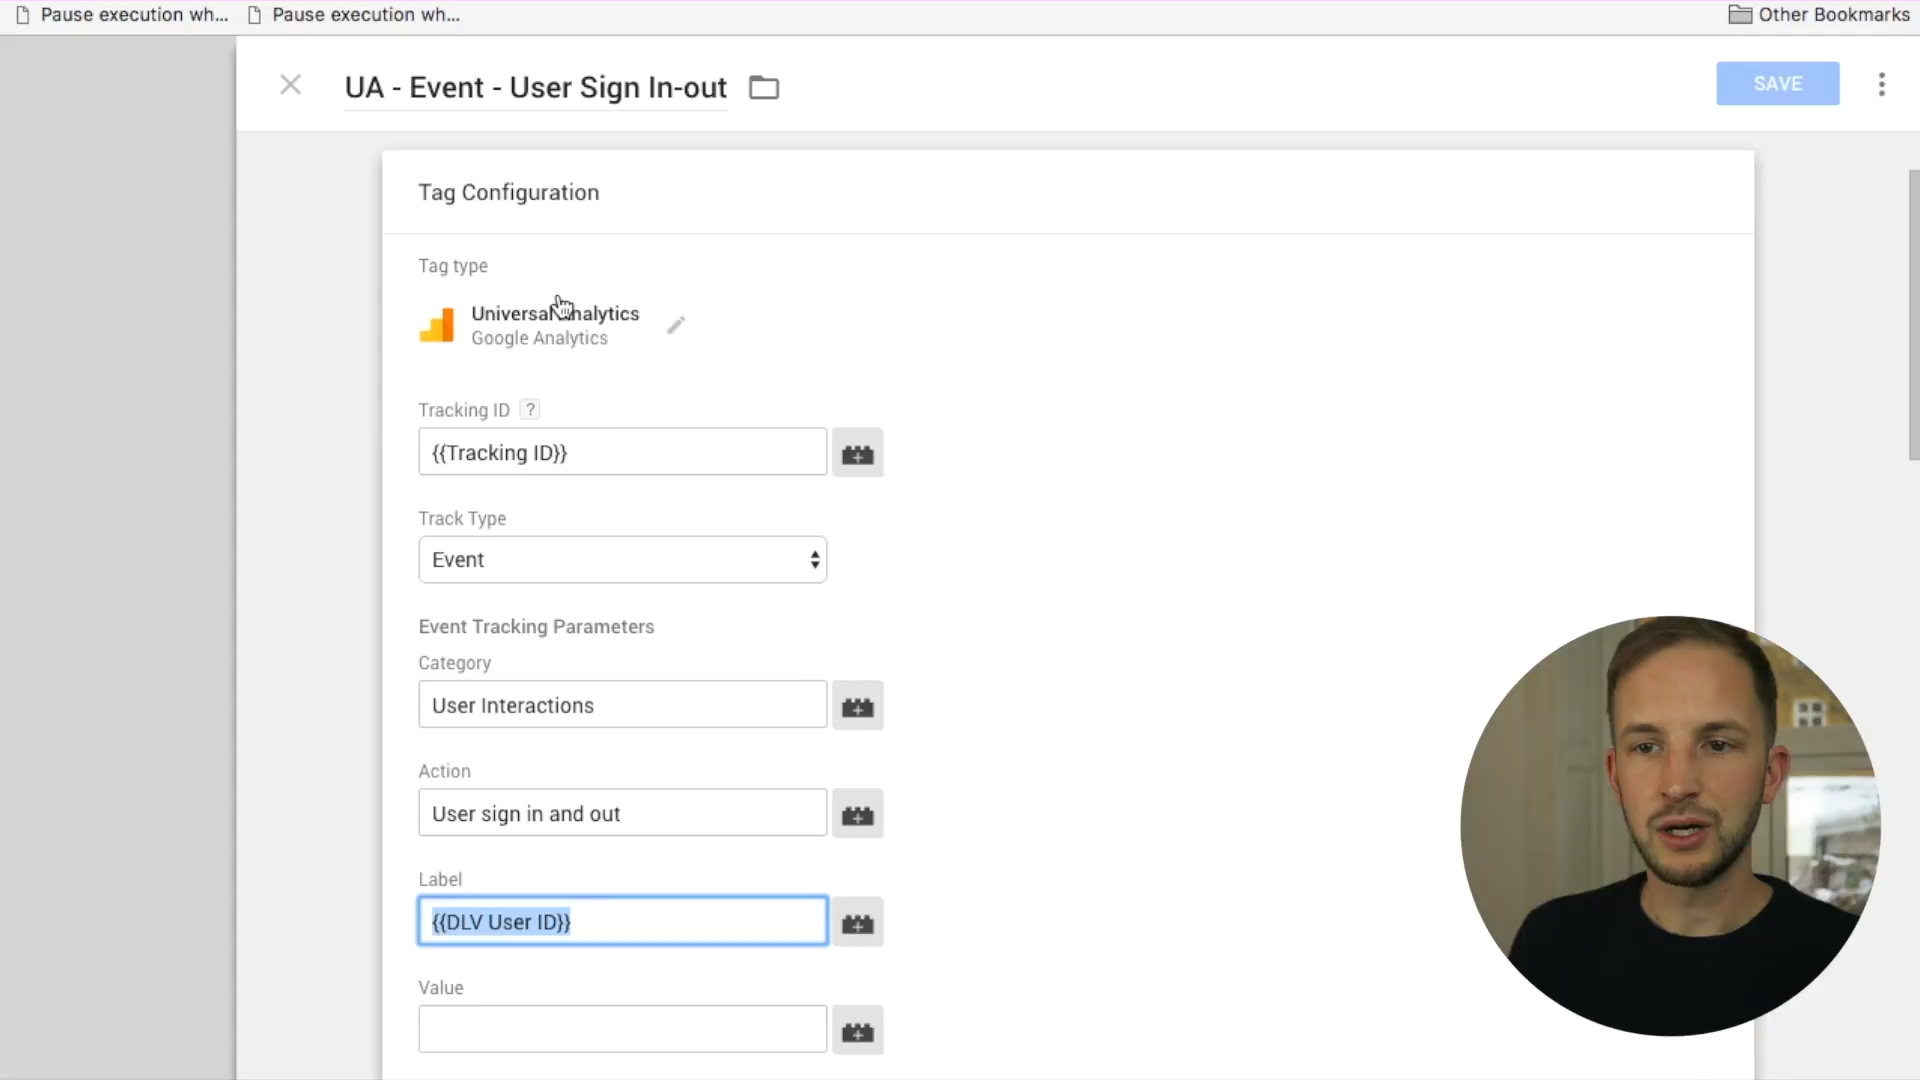 Pause execution wh... Pause execution wh... Other Bookmarks
UA - Event - User Sign In-out SAVE
Tag Configuration
Tag type
Universal Analytics
Google Analytics
Tracking ID ?
{{Tracking ID}}
Track Type
Event
Event Tracking Parameters
Category
User Interactions
Action
User sign in and out
Label
{{DLV User ID}}
Value